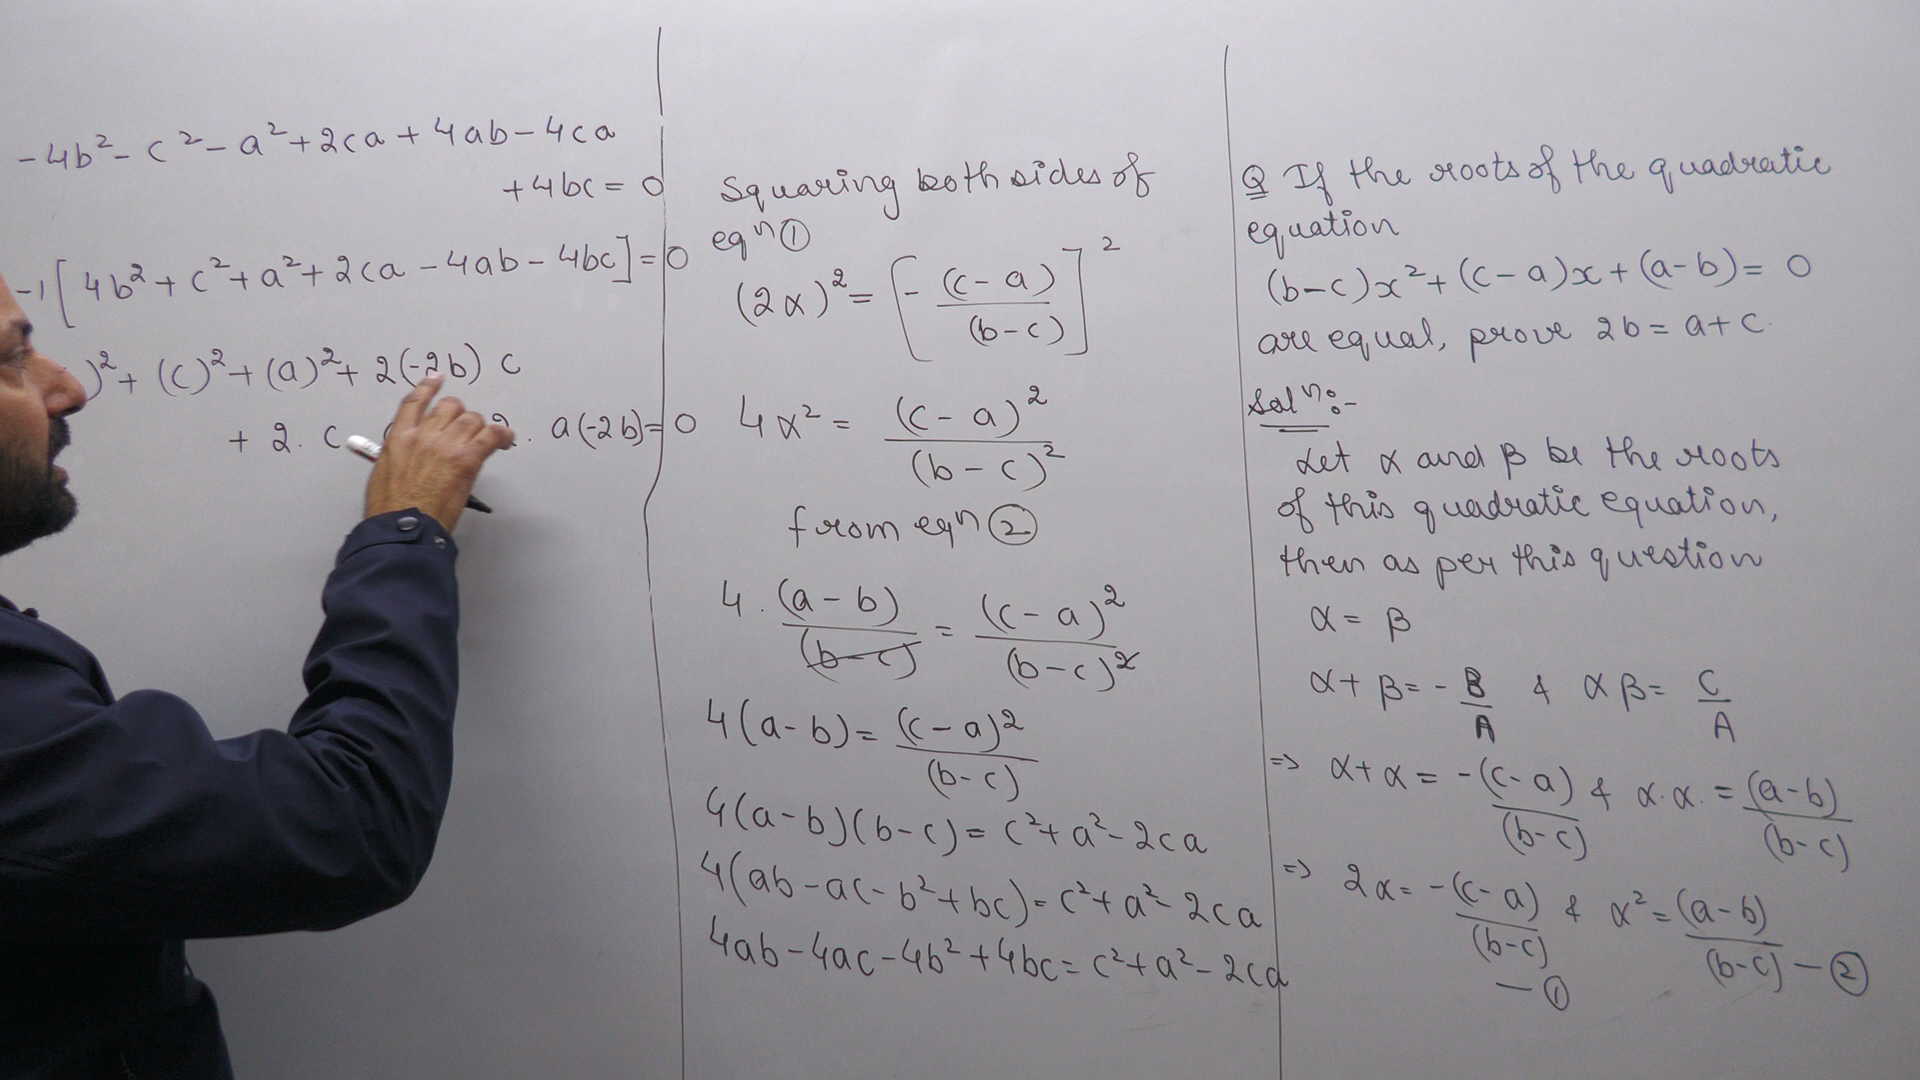 Q If the roots of the quadratic
equation
(b-c)x²+(c-a)x+(a-b)= 0
are equal, prove 2b = a+c.
Solⁿ:-
Let α and β be the roots
of this quadratic equation,
then as per this question
α = β
α + β = - B/A & αβ = C/A
=> α+α = -(c-a)/(b-c) & α.α. = (a-b)/(b-c)
=> 2α = -(c-a)/(b-c) & α² = (a-b)/(b-c) — ②
— ①
Squaring both sides of
eqⁿ ①
(2α)² = [- (c-a)/(b-c)]²
4α² = (c-a)²/(b-c)²
from eqⁿ ②
4 . (a-b)/(b-c) = (c-a)²/(b-c)²
4(a-b) = (c-a)²/(b-c)
4(a-b)(b-c) = c²+a²-2ca
4(ab-ac-b²+bc) = c²+a²-2ca
4ab-4ac-4b²+4bc = c²+a²-2ca
-4b²-c²-a²+2ca+4ab-4ca
+4bc = 0
-1[4b²+c²+a²+2ca-4ab-4bc] = 0
)²+(c)²+(a)²+2(-2b) c
+ 2. c 2. a(-2b)=0